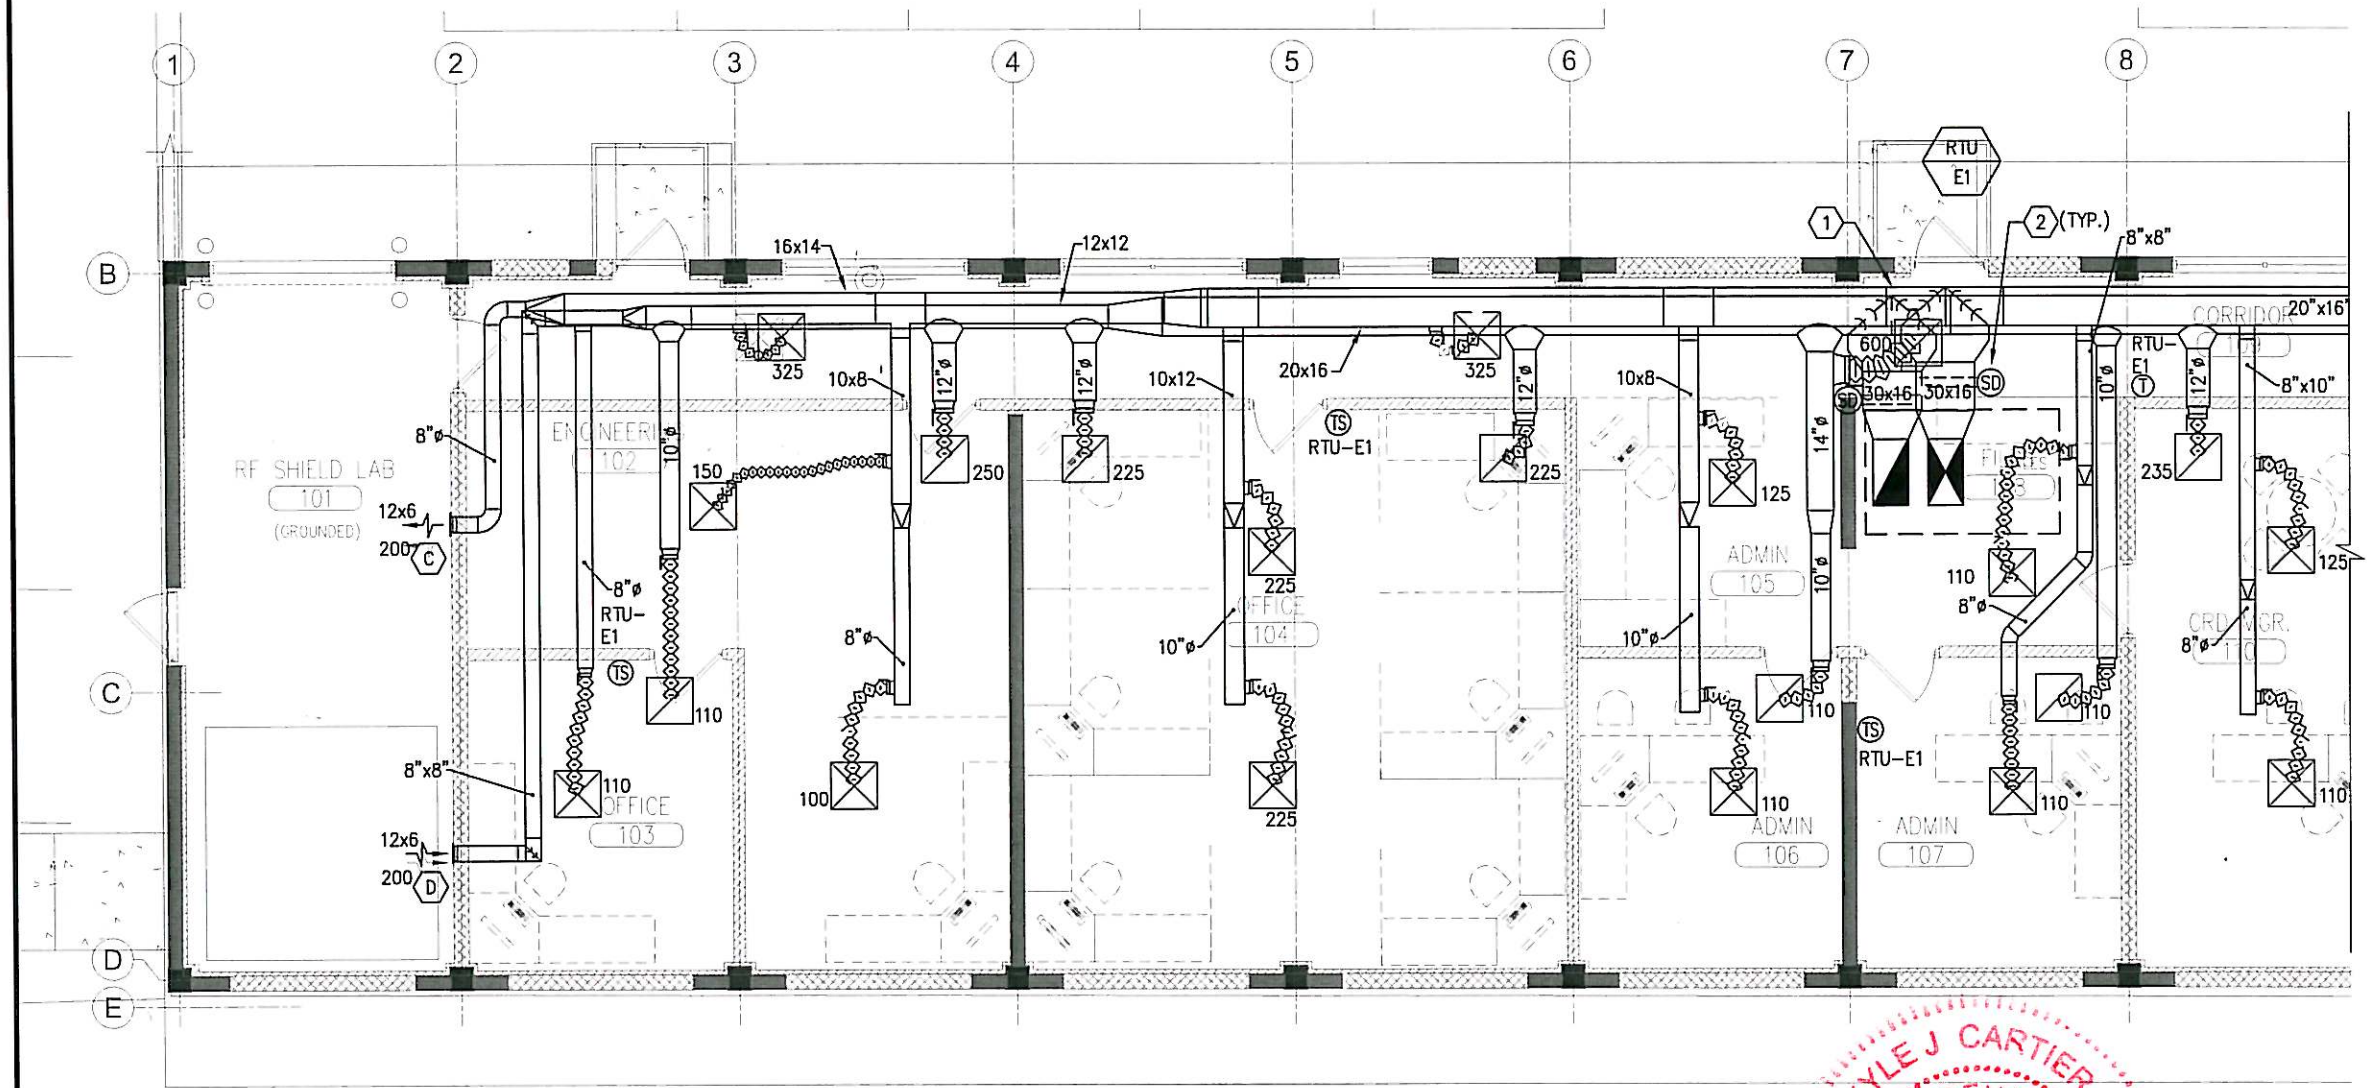 1
2
3
4
5
6
7
8
RTU
E1
1
2
(TYP.)
8"x8"
16x14
12x12
B
CORRIDOR
109
20"x16"
600
RTU-
E1
T
325
10x8
12"ø
12"ø
10x12
20x16
325
12"ø
10x8
SD
30x16
30x16
SD
10"ø
12"ø
8"x10"
TS
RTU-E1
8"ø
ENGINEERI
102
10"ø
14"ø
RF SHIELD LAB
101
(GROUNDED)
150
250
225
225
125
235
12x6
200
C
225
ADMIN
105
110
125
8"ø
RTU-
E1
TS
10"ø
8"ø
OFFICE
104
10"ø
8"ø
10"ø
8"ø
CRD MGR.
110
8"ø
C
110
110
110
TS
RTU-E1
8"x8"
110
100
225
110
110
110
OFFICE
103
ADMIN
106
ADMIN
107
12x6
200
D
D
E
KYLE J CARTIER